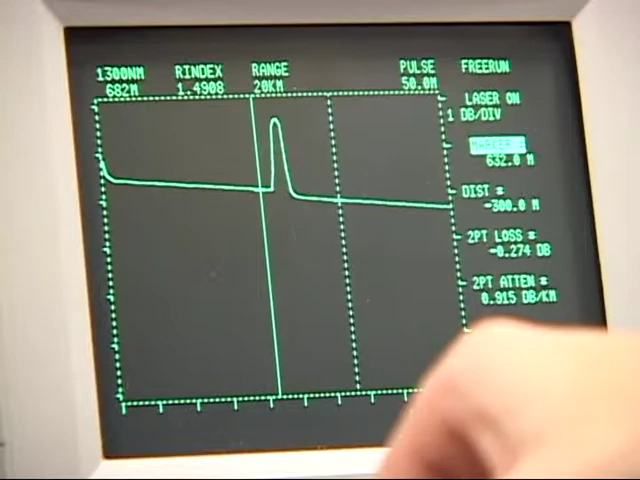 1300NM RINDEX RANGE PULSE FREERUN
682M 1.4908 20KM 50.0M
LASER ON
1 DB/DIV
MARKER =
632.0 M
DIST =
-300.0 M
2PT LOSS =
-0.274 DB
2PT ATTEN =
0.915 DB/KM